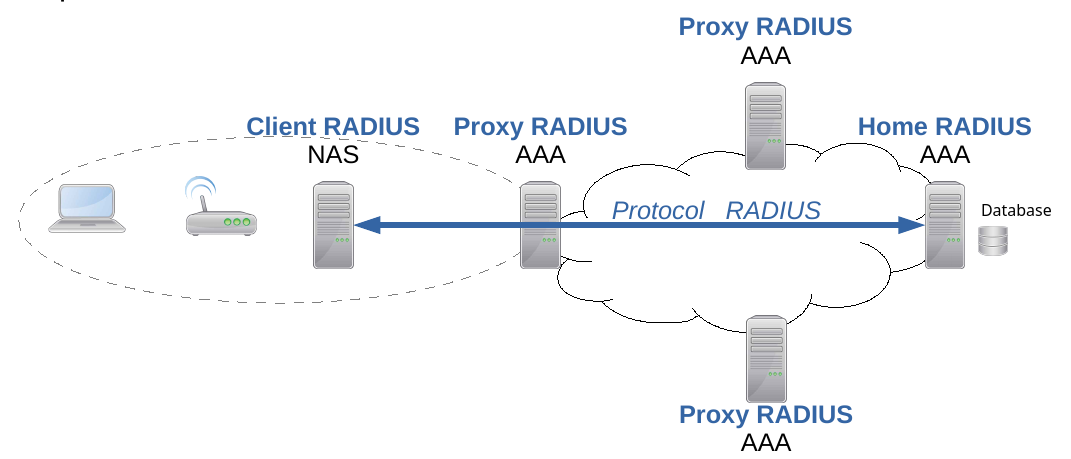 Proxy RADIUS
AAA
Client RADIUS
NAS
Proxy RADIUS
AAA
Home RADIUS
AAA
Protocol RADIUS
Database
Proxy RADIUS
AAA